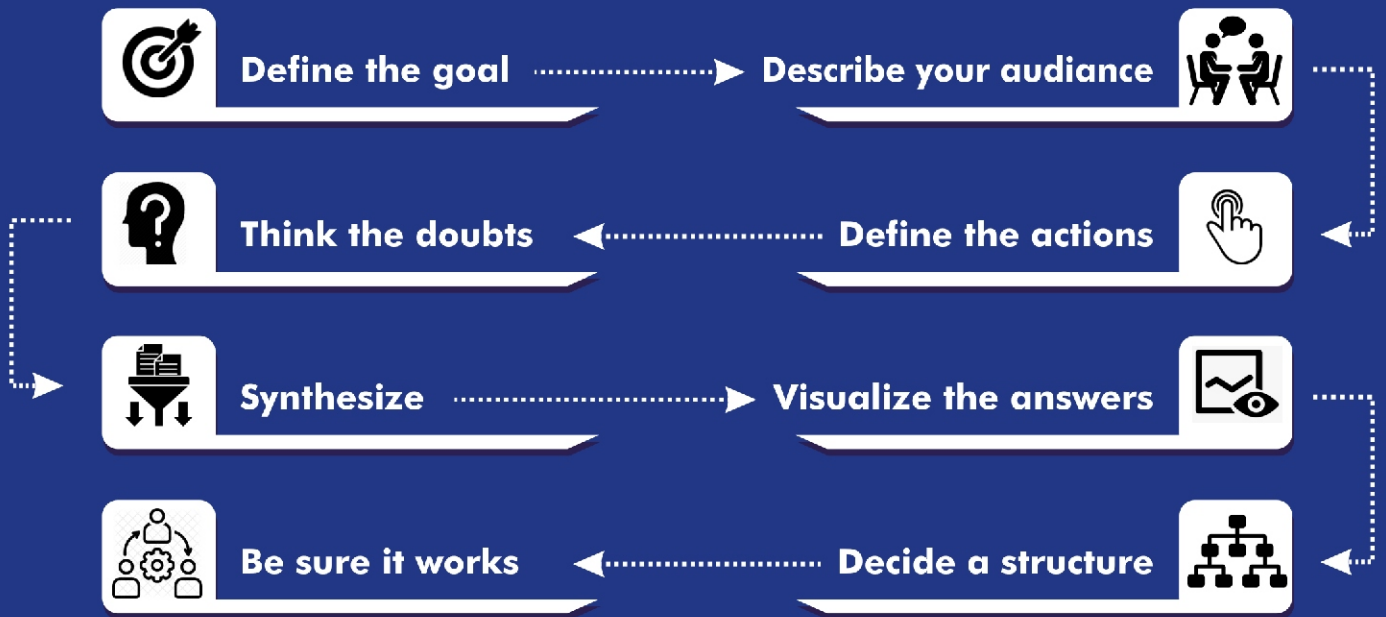 Define the goal
Describe your audiance
Define the actions
Think the doubts
Synthesize
Visualize the answers
Decide a structure
Be sure it works